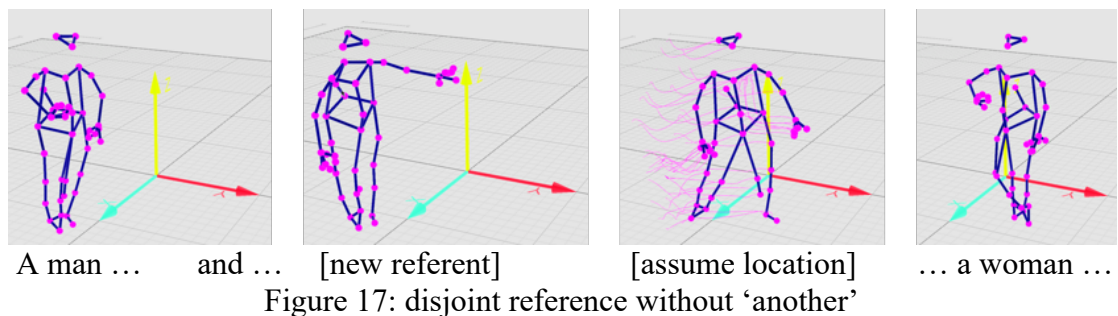 A man … and … [new referent] [assume location] … a woman …
Figure 17: disjoint reference without ‘another’